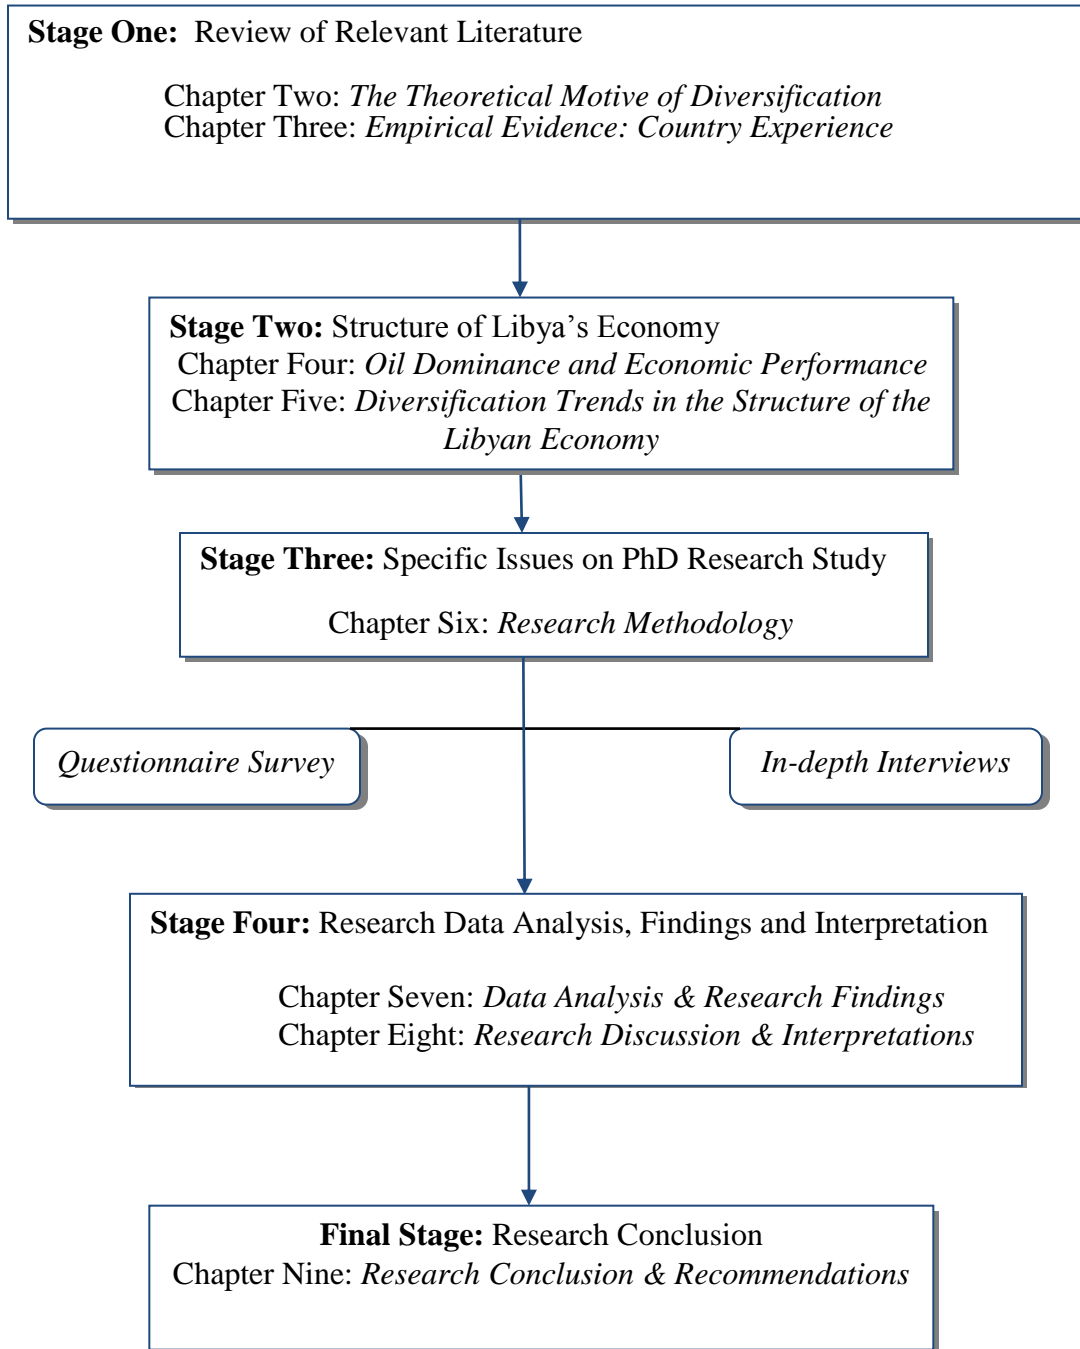 Stage One: Review of Relevant Literature
Chapter Two: The Theoretical Motive of Diversification
Chapter Three: Empirical Evidence: Country Experience
Stage Two: Structure of Libya’s Economy
Chapter Four: Oil Dominance and Economic Performance
Chapter Five: Diversification Trends in the Structure of the
Libyan Economy
Stage Three: Specific Issues on PhD Research Study
Chapter Six: Research Methodology
Questionnaire Survey
In-depth Interviews
Stage Four: Research Data Analysis, Findings and Interpretation
Chapter Seven: Data Analysis & Research Findings
Chapter Eight: Research Discussion & Interpretations
Final Stage: Research Conclusion
Chapter Nine: Research Conclusion & Recommendations